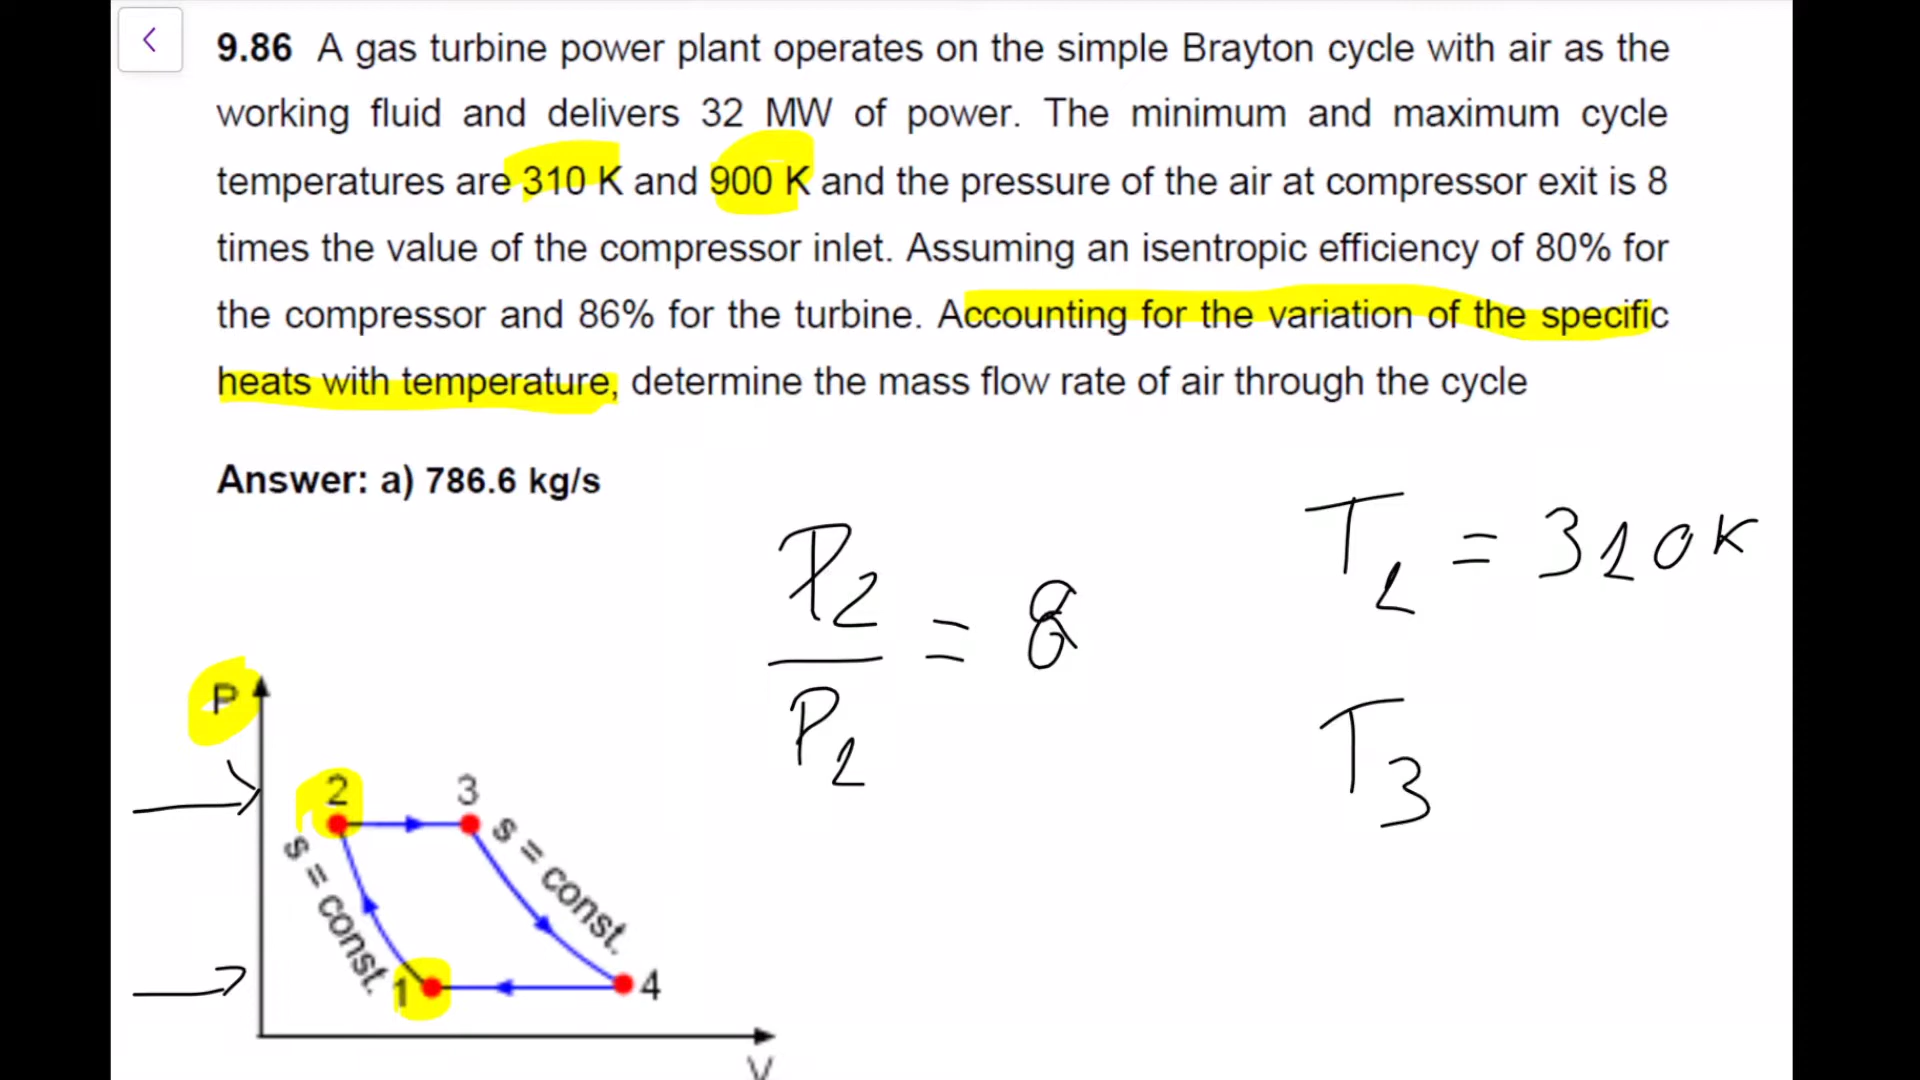 9.86 A gas turbine power plant operates on the simple Brayton cycle with air as the
working fluid and delivers 32 MW of power. The minimum and maximum cycle
temperatures are 310 K and 900 K and the pressure of the air at compressor exit is 8
times the value of the compressor inlet. Assuming an isentropic efficiency of 80% for
the compressor and 86% for the turbine. Accounting for the variation of the specific
heats with temperature, determine the mass flow rate of air through the cycle
Answer: a) 786.6 kg/s
P2
= 8
P1
T1 = 310K
T3
P
2
3
s = const.
s = const.
1
4
V